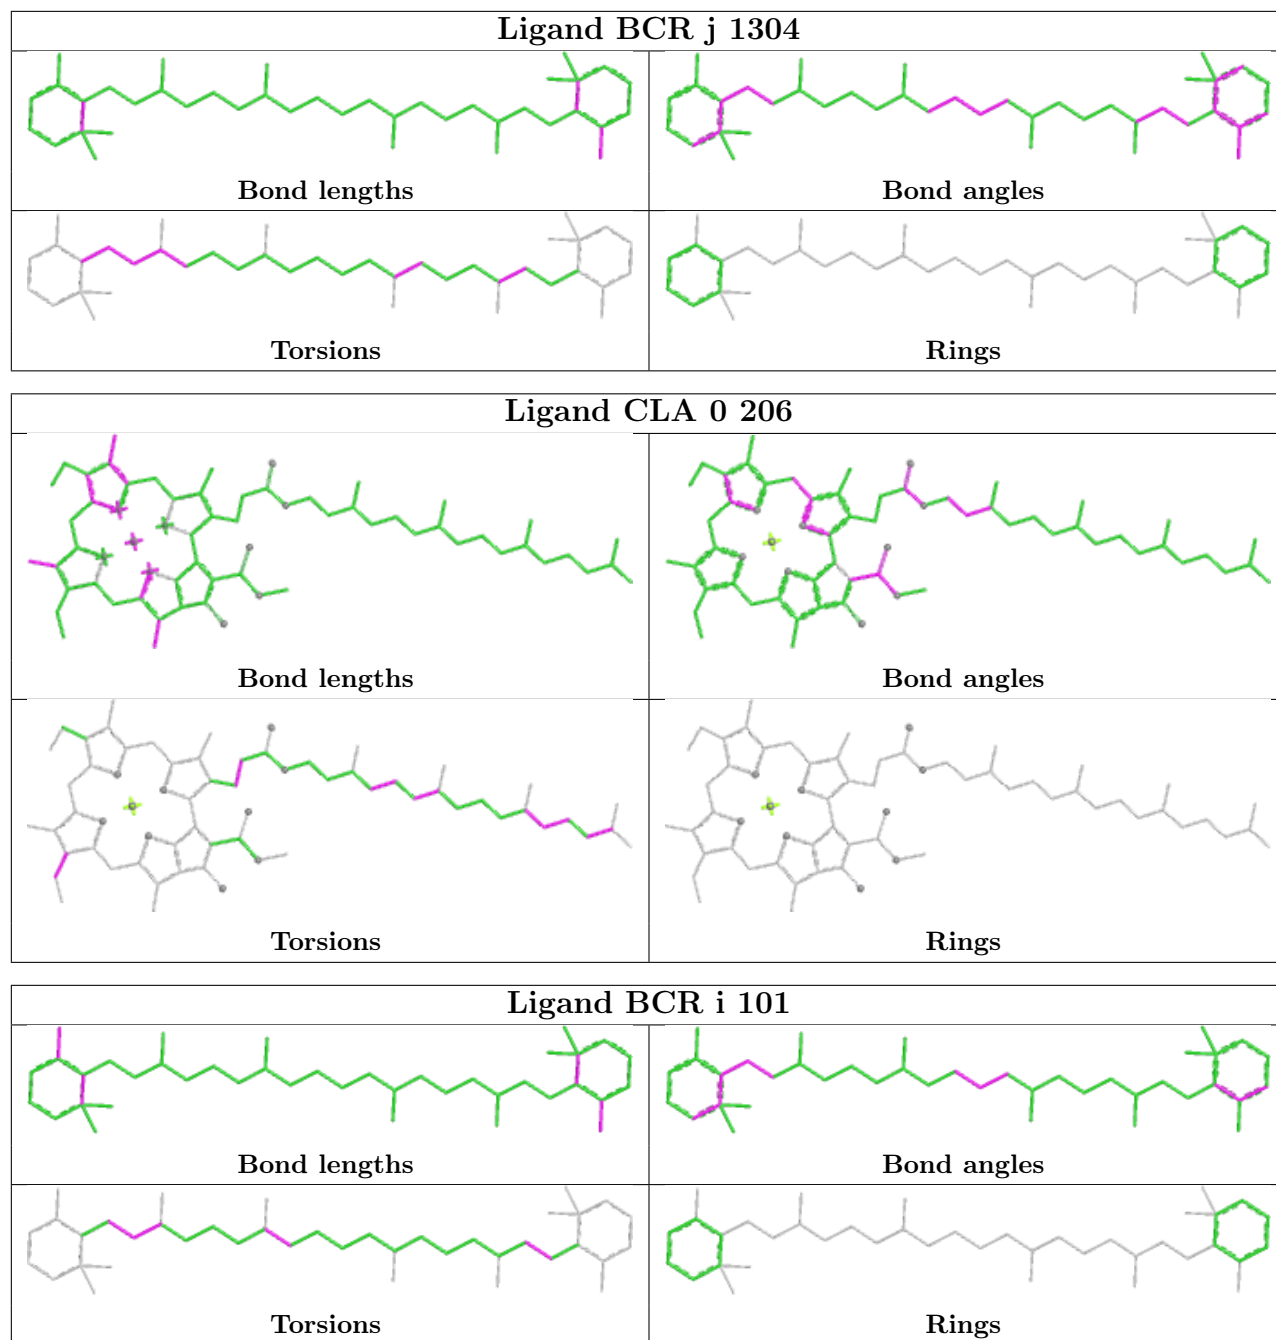 Ligand BCR j 1304
Bond lengths
Bond angles
Torsions
Rings
Ligand CLA 0 206
Bond lengths
Bond angles
Torsions
Rings
Ligand BCR i 101
Bond lengths
Bond angles
Torsions
Rings